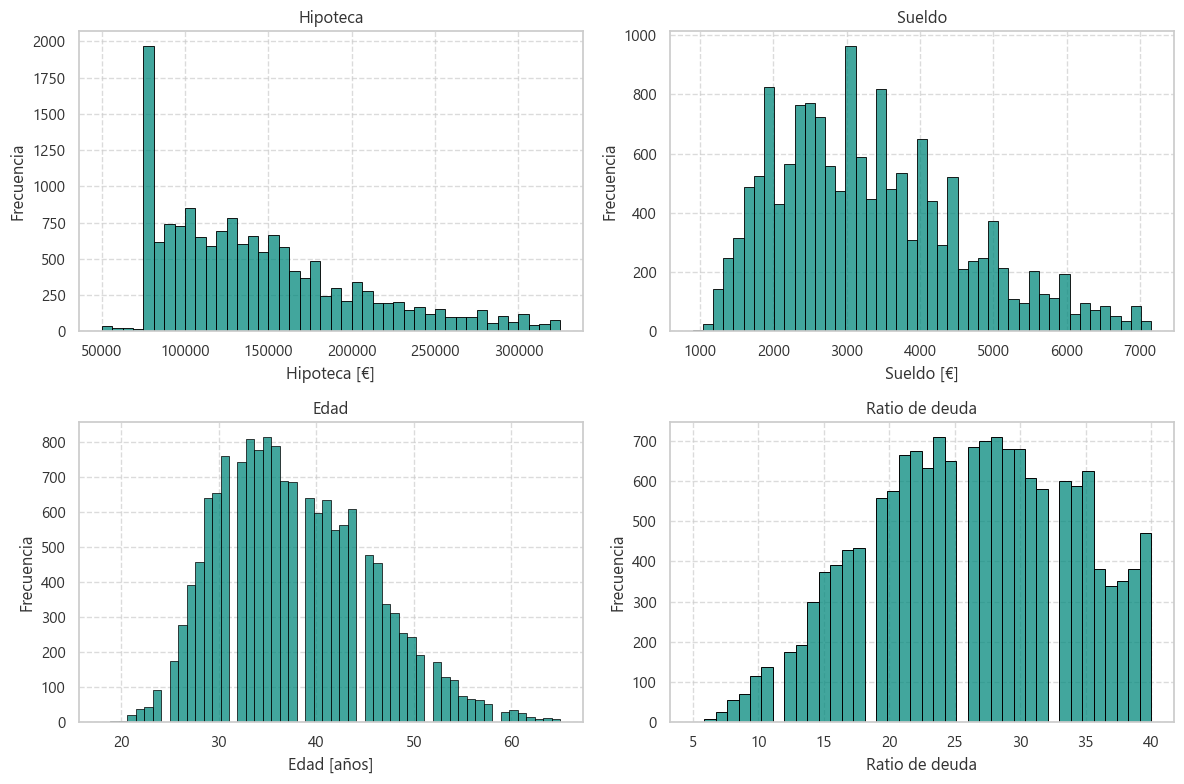 Hipoteca
2000
1750
1500
1250
1000
750
500
250
0
Frecuencia
50000 100000 150000 200000 250000 300000
Hipoteca [€]
Sueldo
1000
800
600
400
200
0
Frecuencia
1000 2000 3000 4000 5000 6000 7000
Sueldo [€]
Edad
800
700
600
500
400
300
200
100
0
Frecuencia
20 30 40 50 60
Edad [años]
Ratio de deuda
700
600
500
400
300
200
100
0
Frecuencia
5 10 15 20 25 30 35 40
Ratio de deuda